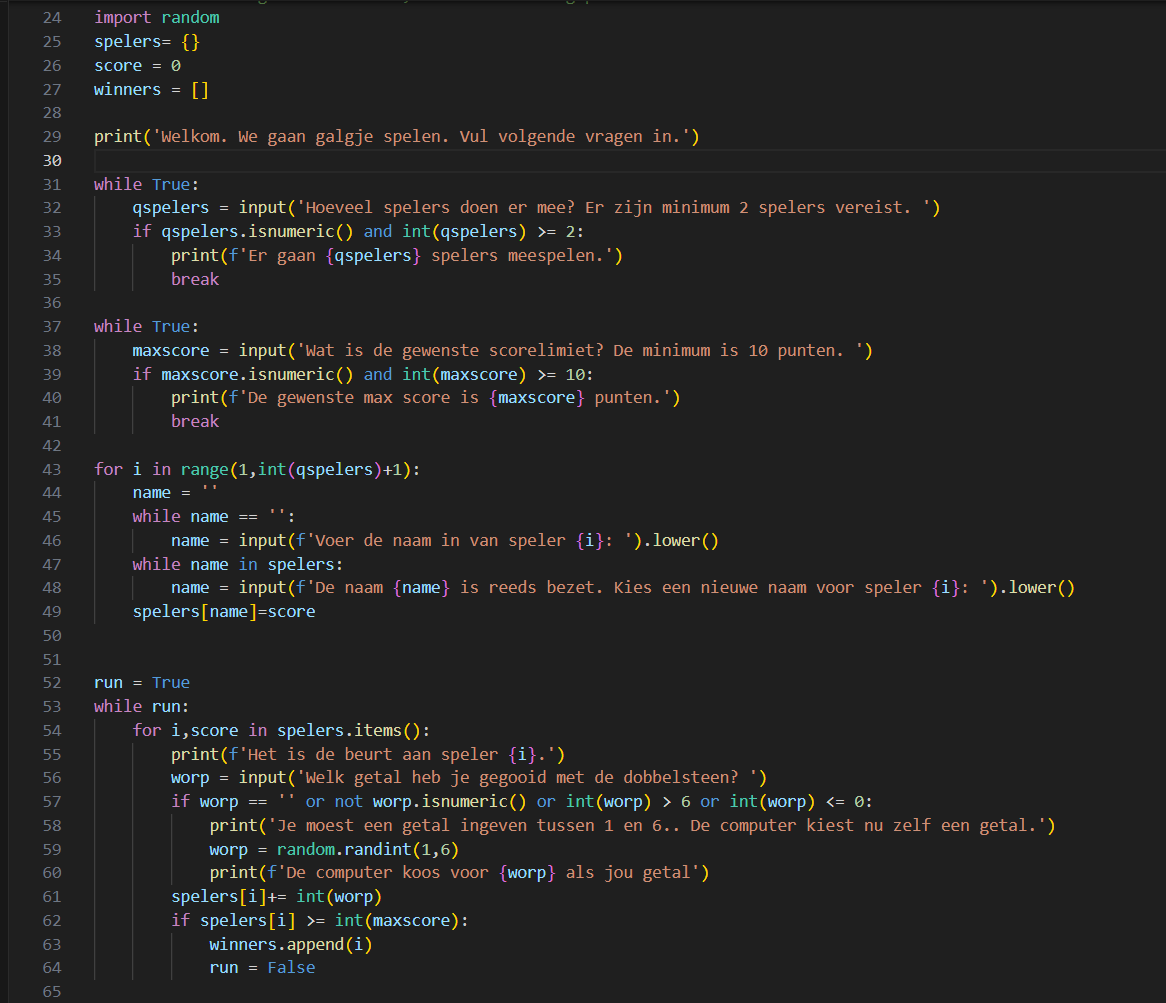 24 import random
25 spelers= {}
26 score = 0
27 winners = []
28
29 print('Welkom. We gaan galgje spelen. Vul volgende vragen in.')
30
31 while True:
32     qspelers = input('Hoeveel spelers doen er mee? Er zijn minimum 2 spelers vereist. ')
33     if qspelers.isnumeric() and int(qspelers) >= 2:
34         print(f'Er gaan {qspelers} spelers meespelen.')
35         break
36
37 while True:
38     maxscore = input('Wat is de gewenste scorelimiet? De minimum is 10 punten. ')
39     if maxscore.isnumeric() and int(maxscore) >= 10:
40         print(f'De gewenste max score is {maxscore} punten.')
41         break
42
43 for i in range(1,int(qspelers)+1):
44     name = ''
45     while name == '':
46         name = input(f'Voer de naam in van speler {i}: ').lower()
47     while name in spelers:
48         name = input(f'De naam {name} is reeds bezet. Kies een nieuwe naam voor speler {i}: ').lower()
49     spelers[name]=score
50
51
52 run = True
53 while run:
54     for i,score in spelers.items():
55         print(f'Het is de beurt aan speler {i}.')
56         worp = input('Welk getal heb je gegooid met de dobbelsteen? ')
57         if worp == '' or not worp.isnumeric() or int(worp) > 6 or int(worp) <= 0:
58             print('Je moest een getal ingeven tussen 1 en 6.. De computer kiest nu zelf een getal.')
59             worp = random.randint(1,6)
60             print(f'De computer koos voor {worp} als jou getal')
61         spelers[i]+= int(worp)
62         if spelers[i] >= int(maxscore):
63             winners.append(i)
64             run = False
65